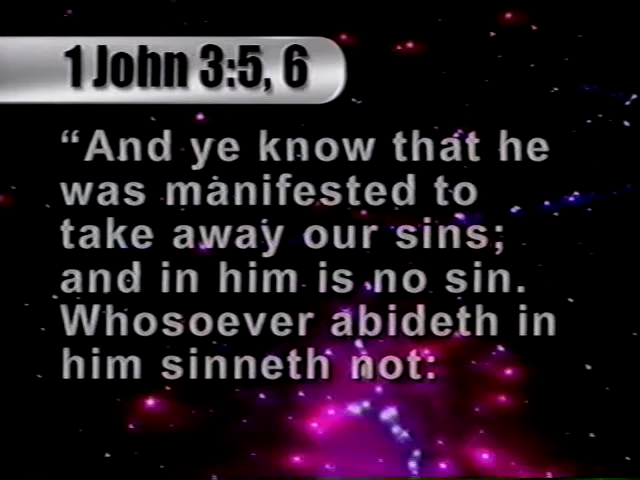 1 John 3:5, 6
“And ye know that he
was manifested to
take away our sins;
and in him is no sin.
Whosoever abideth in
him sinneth not: